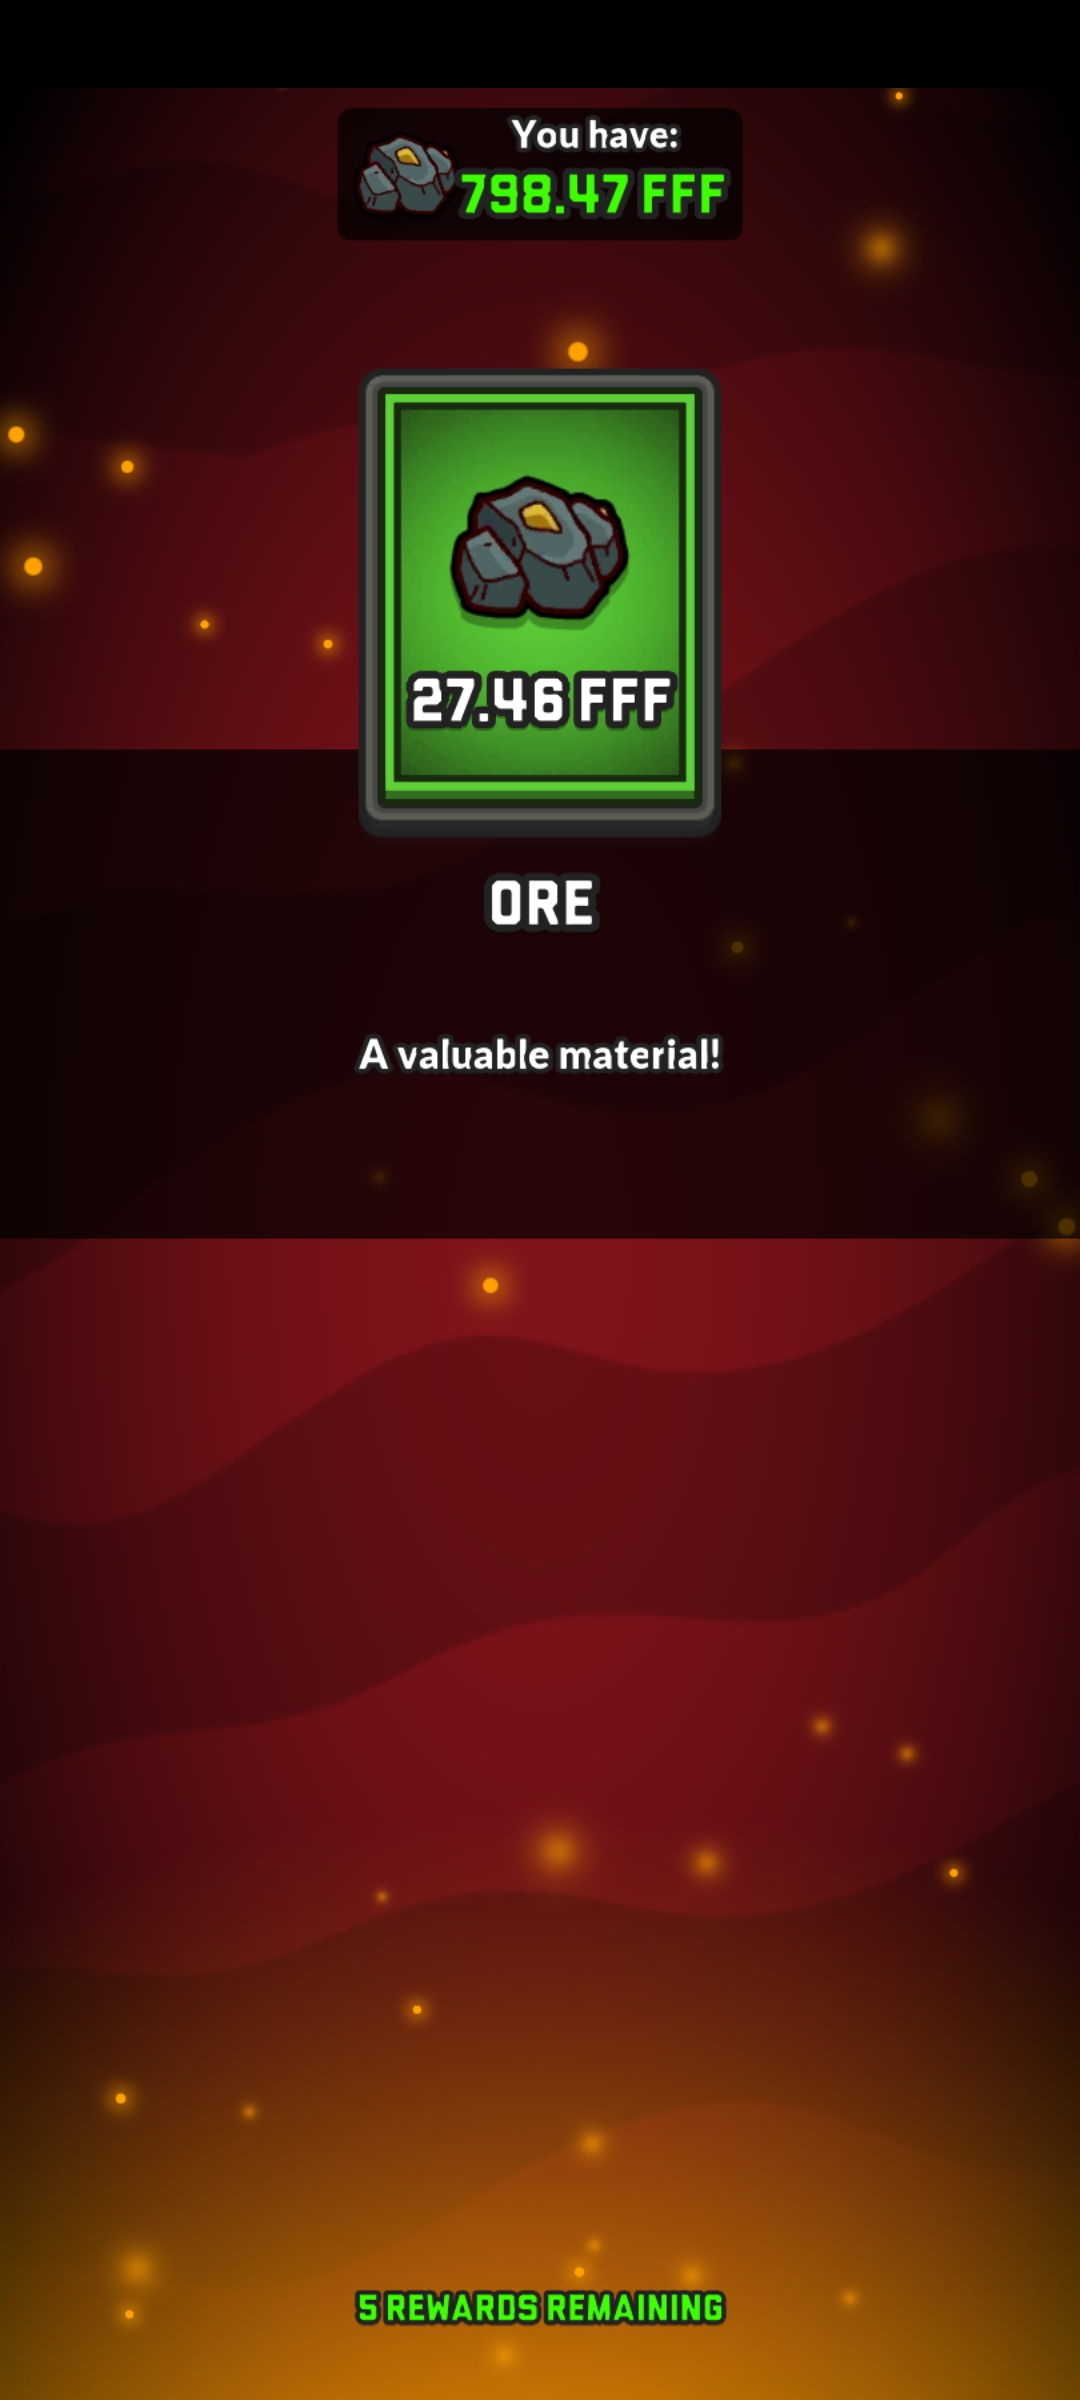 You have:
798.47 FFF
27.46 FFF
ORE
A valuable material!
5 REWARDS REMAINING